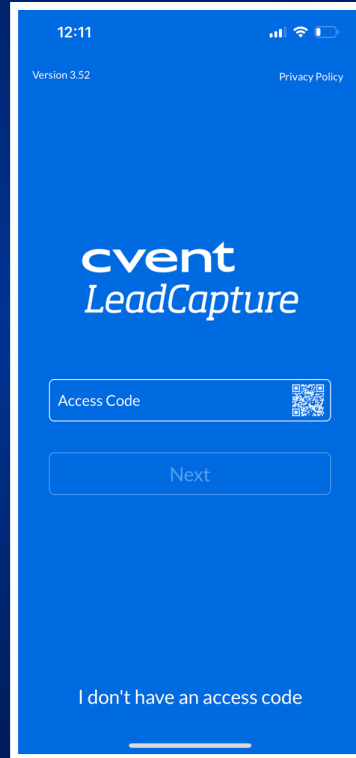 12:11
Version 3.52
Privacy Policy
cvent
LeadCapture
Access Code
Next
I don't have an access code